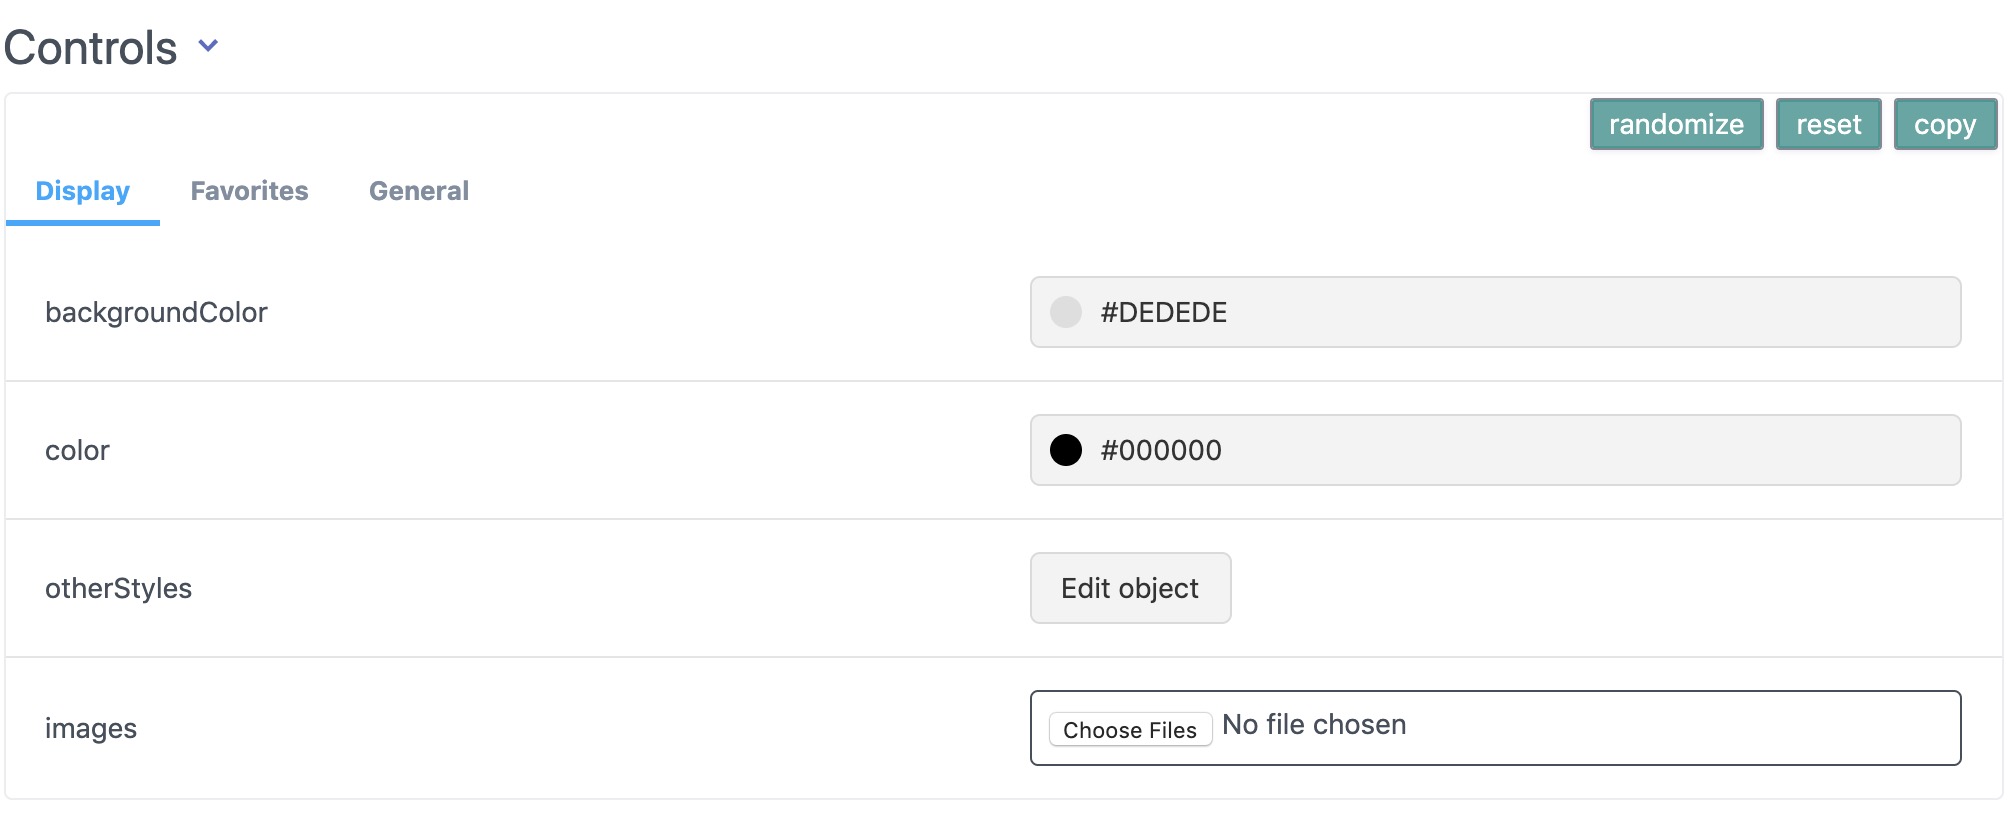 Controls
randomize reset copy
Display Favorites General
backgroundColor #DEDEDE
color #000000
otherStyles Edit object
images Choose Files No file chosen